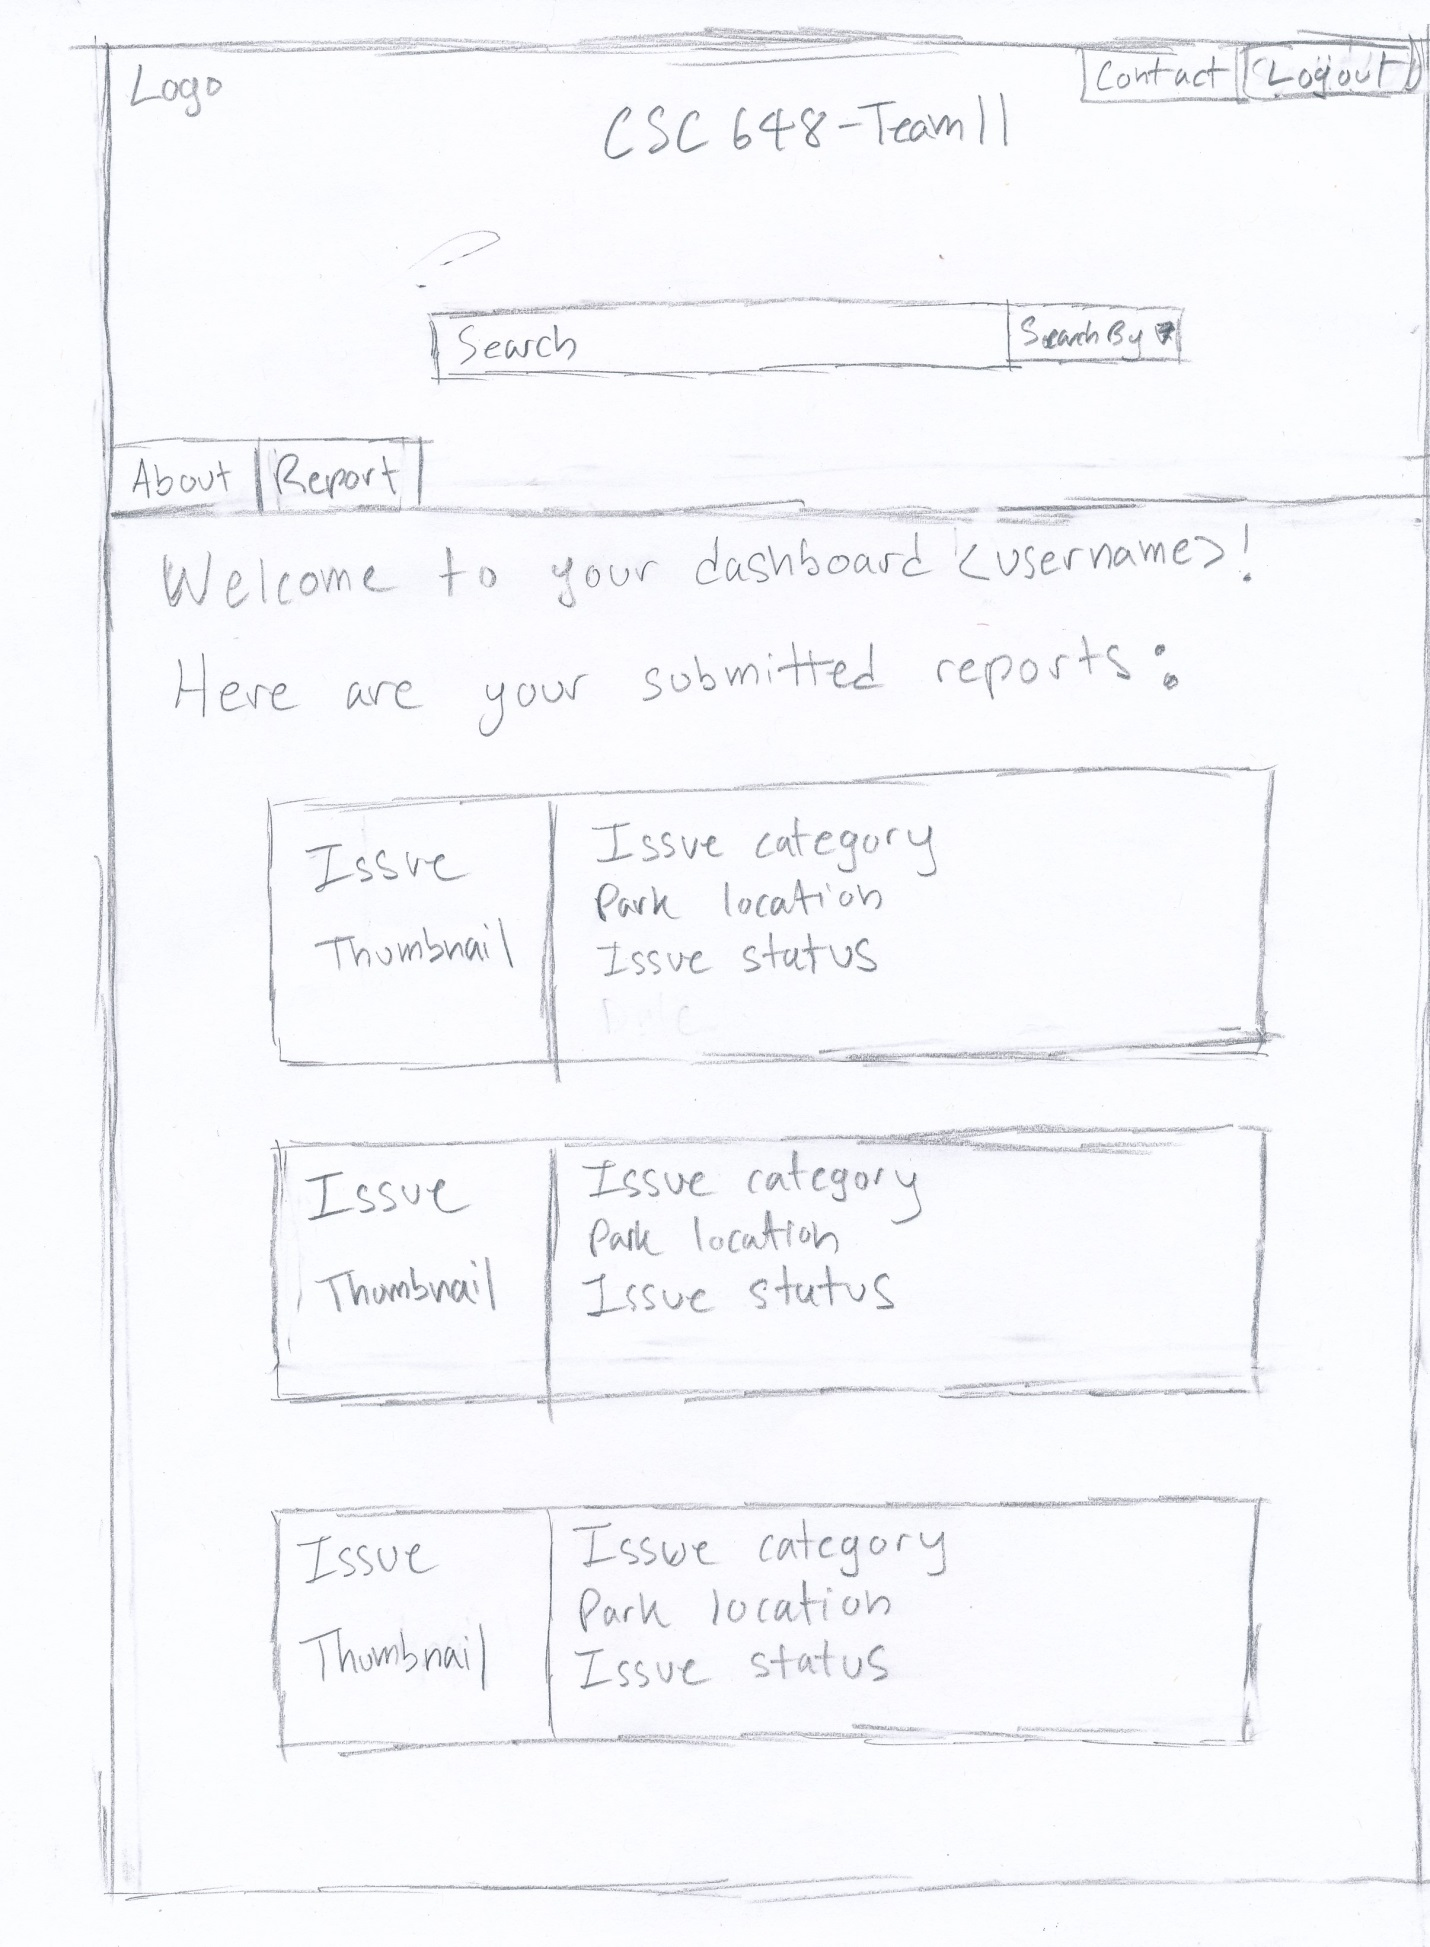 Logo
Contact
Logout
CSC 648-Team11
Search
Search By
About
Report
Welcome to your dashboard <username>!
Here are your submitted reports:
Issue
Thumbnail
Issue category
Park location
Issue status
Issue
Thumbnail
Issue category
Park location
Issue status
Issue
Thumbnail
Issue category
Park location
Issue status